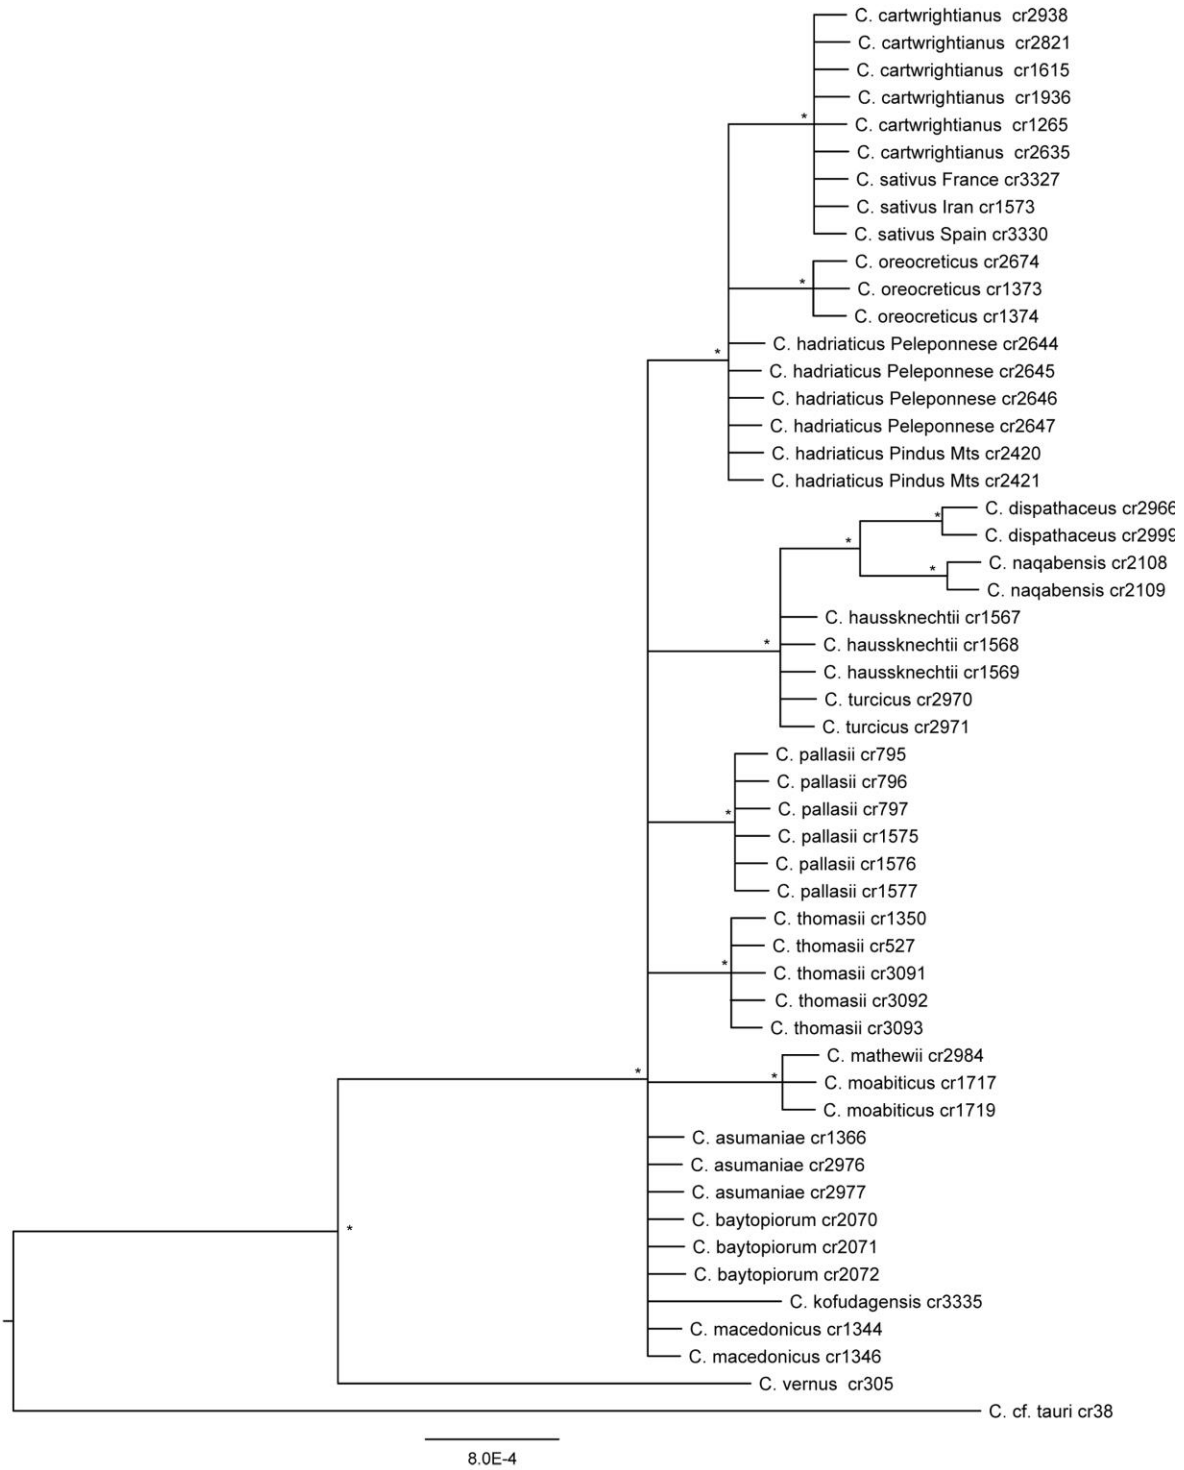 C. cartwrightianus cr2938
C. cartwrightianus cr2821
C. cartwrightianus cr1615
C. cartwrightianus cr1936
*
C. cartwrightianus cr1265
C. cartwrightianus cr2635
C. sativus France cr3327
C. sativus Iran cr1573
C. sativus Spain cr3330
C. oreocreticus cr2674
*
C. oreocreticus cr1373
C. oreocreticus cr1374
C. hadriaticus Peleponnese cr2644
*
C. hadriaticus Peleponnese cr2645
C. hadriaticus Peleponnese cr2646
C. hadriaticus Peleponnese cr2647
C. hadriaticus Pindus Mts cr2420
C. hadriaticus Pindus Mts cr2421
C. dispathaceus cr2966
*
C. dispathaceus cr2999
*
C. naqabensis cr2108
*
C. naqabensis cr2109
C. haussknechtii cr1567
*
C. haussknechtii cr1568
C. haussknechtii cr1569
C. turcicus cr2970
C. turcicus cr2971
C. pallasii cr795
C. pallasii cr796
C. pallasii cr797
*
C. pallasii cr1575
C. pallasii cr1576
C. pallasii cr1577
C. thomasii cr1350
C. thomasii cr527
*
C. thomasii cr3091
C. thomasii cr3092
C. thomasii cr3093
C. mathewii cr2984
*
*
C. moabiticus cr1717
C. moabiticus cr1719
C. asumaniae cr1366
C. asumaniae cr2976
C. asumaniae cr2977
C. baytopiorum cr2070
*
C. baytopiorum cr2071
C. baytopiorum cr2072
C. kofudagensis cr3335
C. macedonicus cr1344
C. macedonicus cr1346
C. vernus cr305
C. cf. tauri cr38
8.0E-4